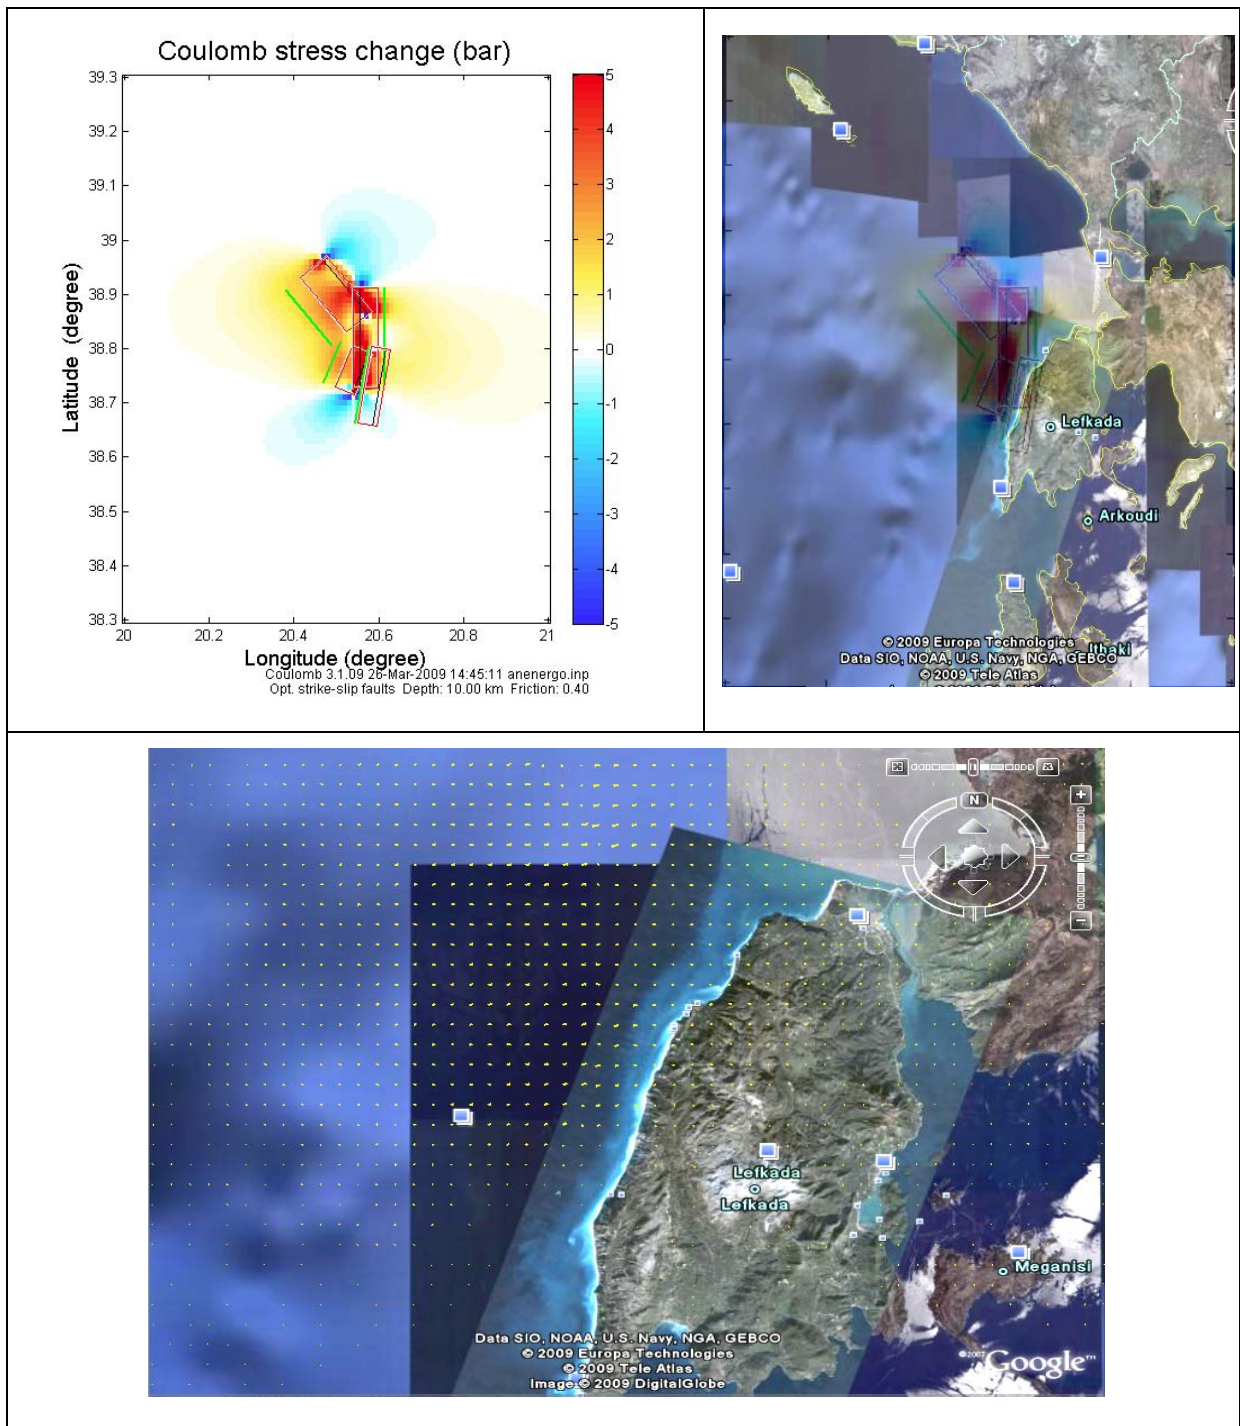 Coulomb stress change (bar)
39.3
39.2
39.1
39
38.9
38.8
38.7
38.6
38.5
38.4
38.3
Latitude (degree)
20
20.2
20.4
20.6
20.8
21
Longitude (degree)
5
4
3
2
1
0
-1
-2
-3
-4
-5
Coulomb 3.1.09 26-Mar-2009 14:45:11 anenergo.inp
Opt. strike-slip faults Depth: 10.00 km Friction: 0.40
Lefkada
Arkoudi
Ithaki
© 2009 Europa Technologies
Data SIO, NOAA, U.S. Navy, NGA, GEBCO
© 2009 Tele Atlas
N
Lefkada
Lefkada
Meganisi
Data SIO, NOAA, U.S. Navy, NGA, GEBCO
© 2009 Europa Technologies
© 2009 Tele Atlas
Image © 2009 DigitalGlobe
©2007 Google™